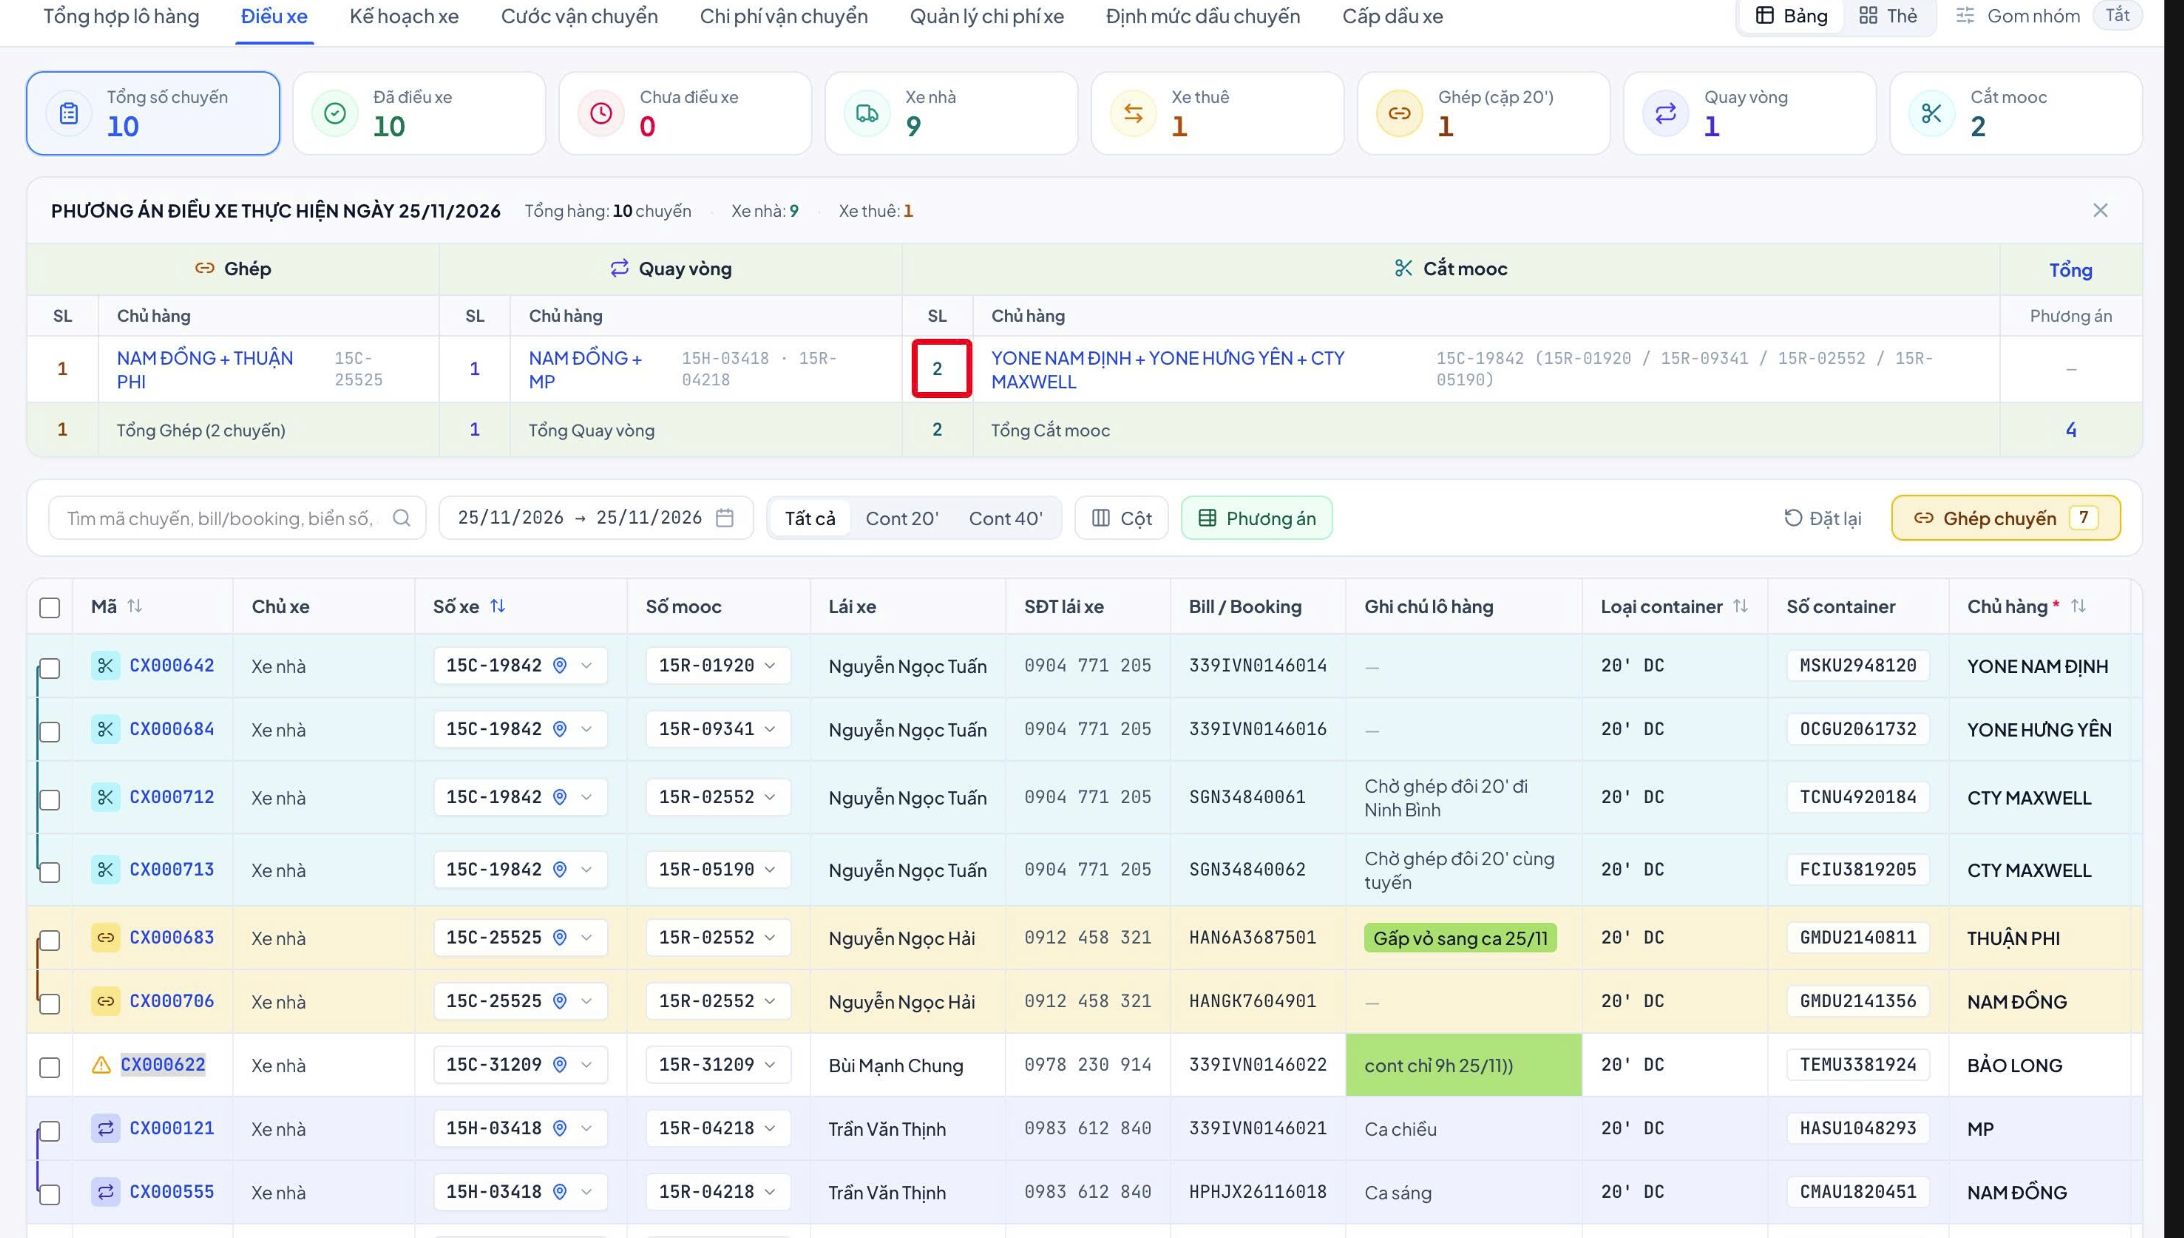 Tổng hợp lô hàng Điều xe Kế hoạch xe Cước vận chuyển Chi phí vận chuyển Quản lý chi phí xe Định mức dầu chuyến Cấp dầu xe Bảng Thẻ Gom nhóm Tắt
Tổng số chuyến 10
Đã điều xe 10
Chưa điều xe 0
Xe nhà 9
Xe thuê 1
Ghép (cặp 20') 1
Quay vòng 1
Cắt mooc 2
PHƯƠNG ÁN ĐIỀU XE THỰC HIỆN NGÀY 25/11/2026 Tổng hàng: 10 chuyến · Xe nhà: 9 · Xe thuê: 1
Ghép Quay vòng Cắt mooc Tổng
SL Chủ hàng SL Chủ hàng SL Chủ hàng Phương án
1 NAM ĐỒNG + THUẬN PHI 15C-25525 1 NAM ĐỒNG + MP 15H-03418 · 15R-04218 2 YONE NAM ĐỊNH + YONE HƯNG YÊN + CTY MAXWELL 15C-19842 (15R-01920 / 15R-09341 / 15R-02552 / 15R-05190) –
1 Tổng Ghép (2 chuyến) 1 Tổng Quay vòng 2 Tổng Cắt mooc 4
Tìm mã chuyến, bill/booking, biển số, 25/11/2026 → 25/11/2026 Tất cả Cont 20' Cont 40' Cột Phương án Đặt lại Ghép chuyến 7
Mã Chủ xe Số xe Số mooc Lái xe SĐT lái xe Bill / Booking Ghi chú lô hàng Loại container Số container Chủ hàng *
CX000642 Xe nhà 15C-19842 15R-01920 Nguyễn Ngọc Tuấn 0904 771 205 339IVN0146014 — 20' DC MSKU2948120 YONE NAM ĐỊNH
CX000684 Xe nhà 15C-19842 15R-09341 Nguyễn Ngọc Tuấn 0904 771 205 339IVN0146016 — 20' DC OCGU2061732 YONE HƯNG YÊN
CX000712 Xe nhà 15C-19842 15R-02552 Nguyễn Ngọc Tuấn 0904 771 205 SGN34840061 Chờ ghép đôi 20' đi Ninh Bình 20' DC TCNU4920184 CTY MAXWELL
CX000713 Xe nhà 15C-19842 15R-05190 Nguyễn Ngọc Tuấn 0904 771 205 SGN34840062 Chờ ghép đôi 20' cùng tuyến 20' DC FCIU3819205 CTY MAXWELL
CX000683 Xe nhà 15C-25525 15R-02552 Nguyễn Ngọc Hải 0912 458 321 HAN6A3687501 Gấp vỏ sang ca 25/11 20' DC GMDU2140811 THUẬN PHI
CX000706 Xe nhà 15C-25525 15R-02552 Nguyễn Ngọc Hải 0912 458 321 HANGK7604901 — 20' DC GMDU2141356 NAM ĐỒNG
CX000622 Xe nhà 15C-31209 15R-31209 Bùi Mạnh Chung 0978 230 914 339IVN0146022 cont chỉ 9h 25/11)) 20' DC TEMU3381924 BẢO LONG
CX000121 Xe nhà 15H-03418 15R-04218 Trần Văn Thịnh 0983 612 840 339IVN0146021 Ca chiều 20' DC HASU1048293 MP
CX000555 Xe nhà 15H-03418 15R-04218 Trần Văn Thịnh 0983 612 840 HPHJX26116018 Ca sáng 20' DC CMAU1820451 NAM ĐỒNG